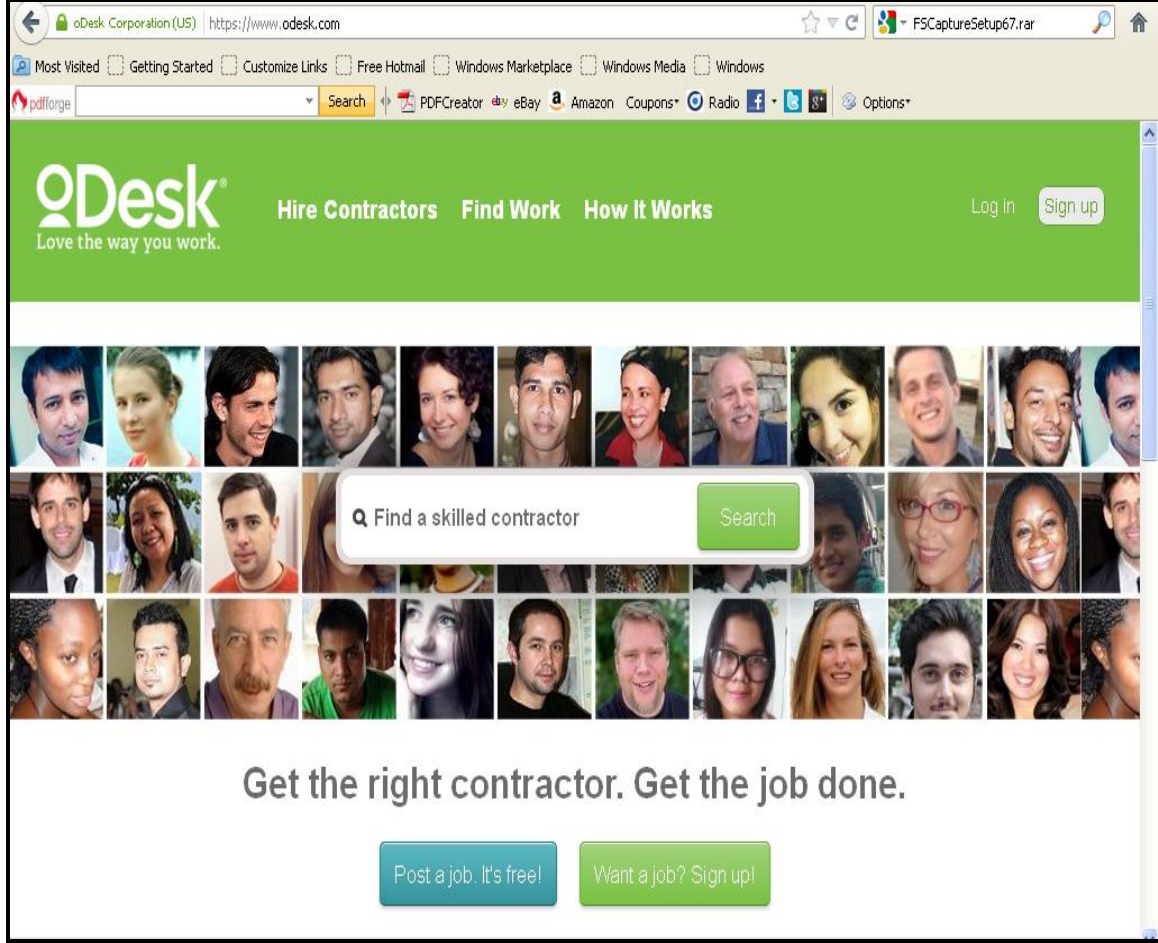 oDesk Corporation (US) https://www.odesk.com FSCaptureSetup67.rar
Most Visited Getting Started Customize Links Free Hotmail Windows Marketplace Windows Media Windows
pdfforge Search PDFCreator ebY eBay a Amazon Coupons Radio f g+ Options
oDesk®
Love the way you work.
Hire Contractors Find Work How It Works Log in Sign up
Find a skilled contractor Search
Get the right contractor. Get the job done.
Post a job. It's free! Want a job? Sign up!